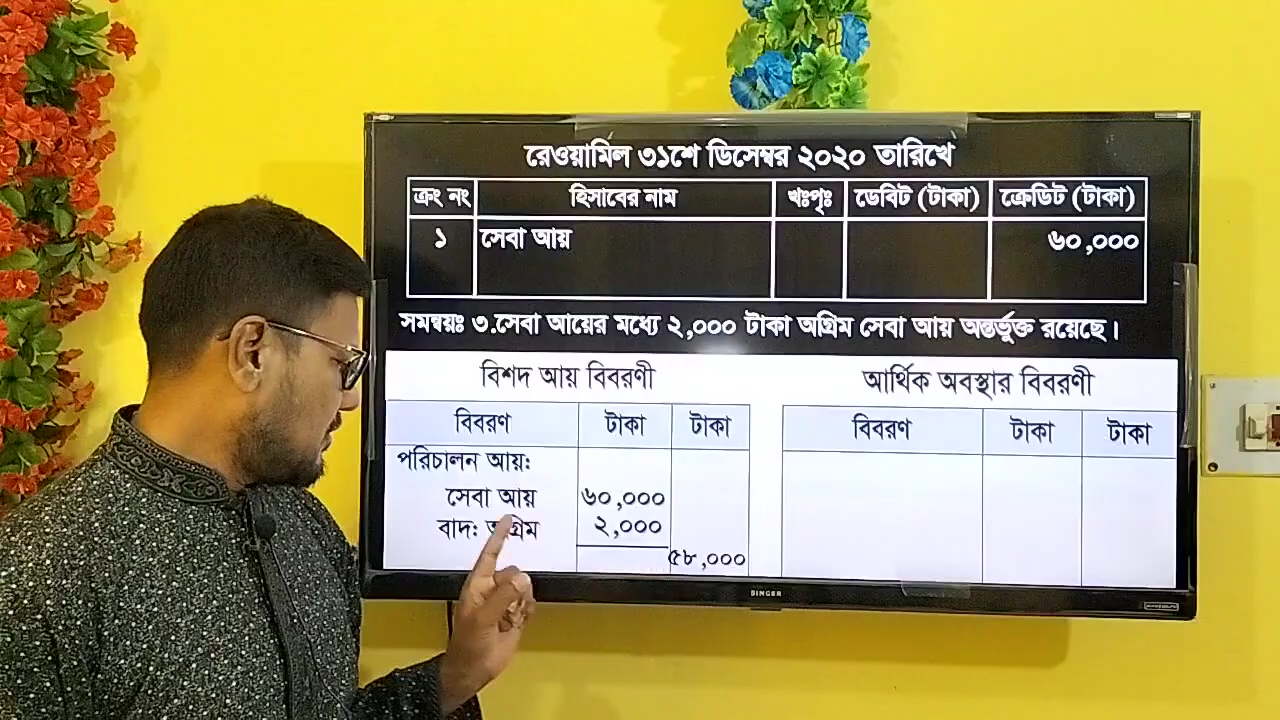 রেওয়ামিল ৩১শে ডিসেম্বর ২০২০ তারিখে
ক্রঃ নং হিসাবের নাম খঃপৃঃ ডেবিট (টাকা) ক্রেডিট (টাকা)
১ সেবা আয় ৬০,০০০
সমন্বয়ঃ ৩.সেবা আয়ের মধ্যে ২,০০০ টাকা অগ্রিম সেবা আয় অন্তর্ভুক্ত রয়েছে।
বিশদ আয় বিবরণী
বিবরণ টাকা টাকা
পরিচালন আয়:
সেবা আয় ৬০,০০০
বাদ: অগ্রিম ২,০০০
৫৮,০০০
আর্থিক অবস্থার বিবরণী
বিবরণ টাকা টাকা
SINGER